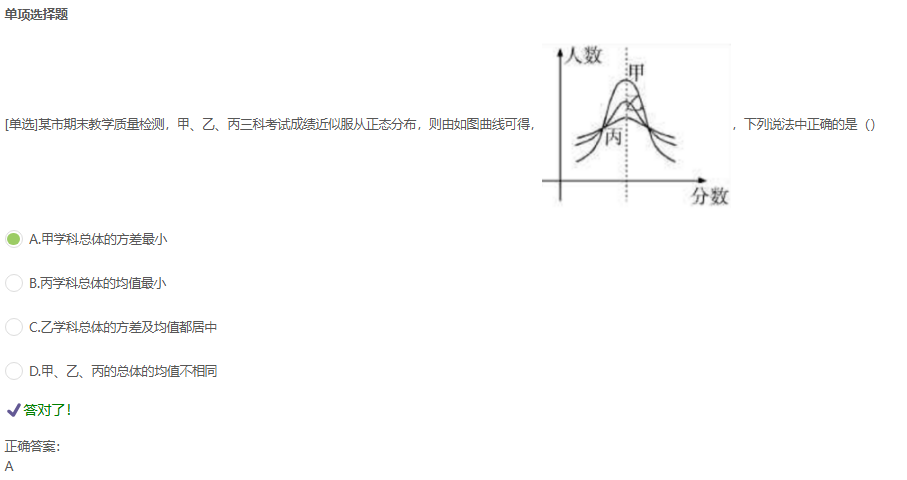 单项选择题
人数
甲
[单选]某市期末教学质量检测，甲、乙、丙三科考试成绩近似服从正态分布，则由如图曲线可得， ，下列说法中正确的是（）
乙
丙
分数
A.甲学科总体的方差最小
B.丙学科总体的均值最小
C.乙学科总体的方差及均值都居中
D.甲、乙、丙的总体的均值不相同
答对了！
正确答案：
A